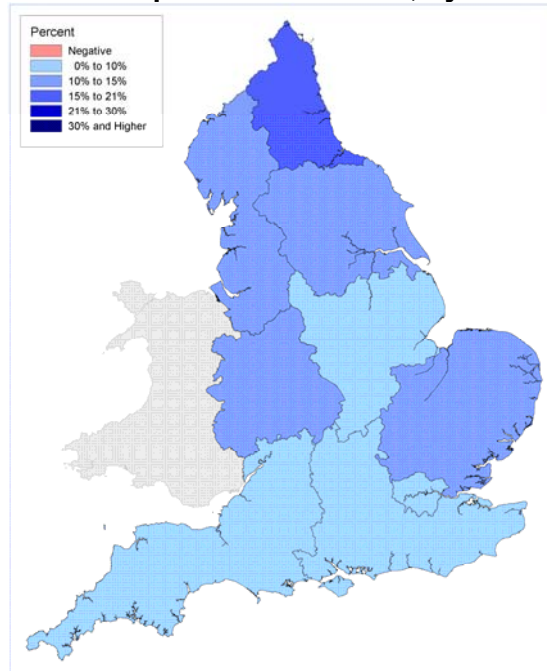 Percent
Negative
0% to 10%
10% to 15%
15% to 21%
21% to 30%
30% and Higher